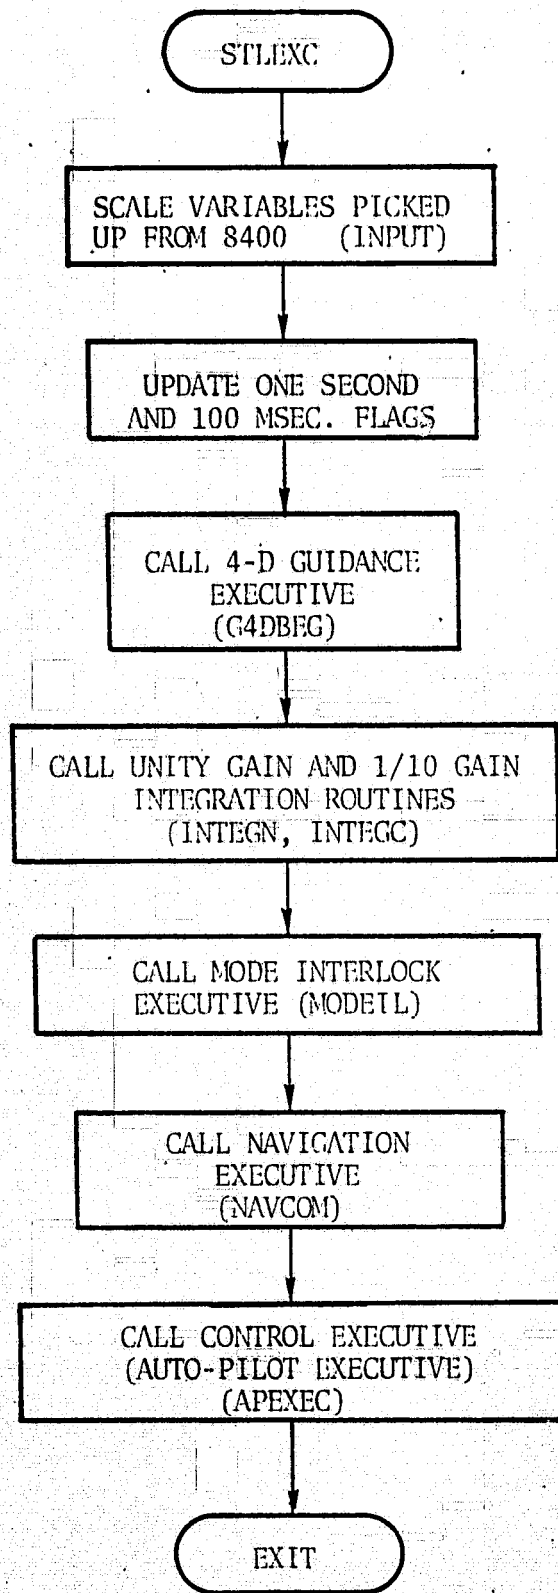 STLEXC
SCALE VARIABLES PICKED
UP FROM 8400 (INPUT)
UPDATE ONE SECOND
AND 100 MSEC. FLAGS
CALL 4-D GUIDANCE
EXECUTIVE
(G4DBEG)
CALL UNITY GAIN AND 1/10 GAIN
INTEGRATION ROUTINES
(INTEGN, INTEGC)
CALL MODE INTERLOCK
EXECUTIVE (MODEIL)
CALL NAVIGATION
EXECUTIVE
(NAVCOM)
CALL CONTROL EXECUTIVE
(AUTO-PILOT EXECUTIVE)
(APEXEC)
EXIT